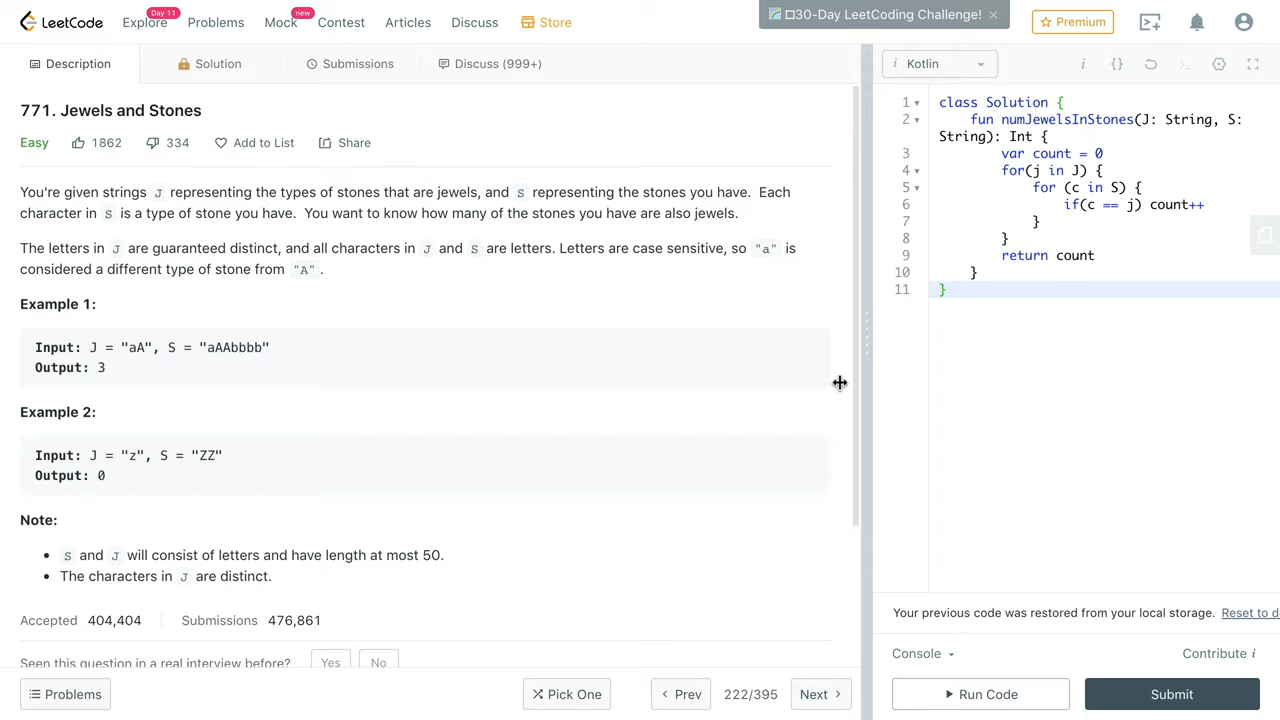 LeetCode
Explore
Day 11
Problems
Mock
new
Contest
Articles
Discuss
Store
30-Day LeetCoding Challenge! ×
Premium
Description
Solution
Submissions
Discuss (999+)
i Kotlin
i {}
771. Jewels and Stones
Easy
1862
334
Add to List
Share
You're given strings J representing the types of stones that are jewels, and S representing the stones you have. Each
character in S is a type of stone you have. You want to know how many of the stones you have are also jewels.
The letters in J are guaranteed distinct, and all characters in J and S are letters. Letters are case sensitive, so "a" is
considered a different type of stone from "A".
Example 1:
Input: J = "aA", S = "aAAbbbb"
Output: 3
Example 2:
Input: J = "z", S = "ZZ"
Output: 0
Note:
• S and J will consist of letters and have length at most 50.
• The characters in J are distinct.
Accepted 404,404
Submissions 476,861
Seen this question in a real interview before?
Yes
No
Problems
Pick One
Prev
222/395
Next
1 class Solution {
2 fun numJewelsInStones(J: String, S:
String): Int {
3 var count = 0
4 for(j in J) {
5 for (c in S) {
6 if(c == j) count++
7 }
8 }
9 return count
10 }
11 }
Your previous code was restored from your local storage. Reset to d
Console
Contribute i
Run Code
Submit